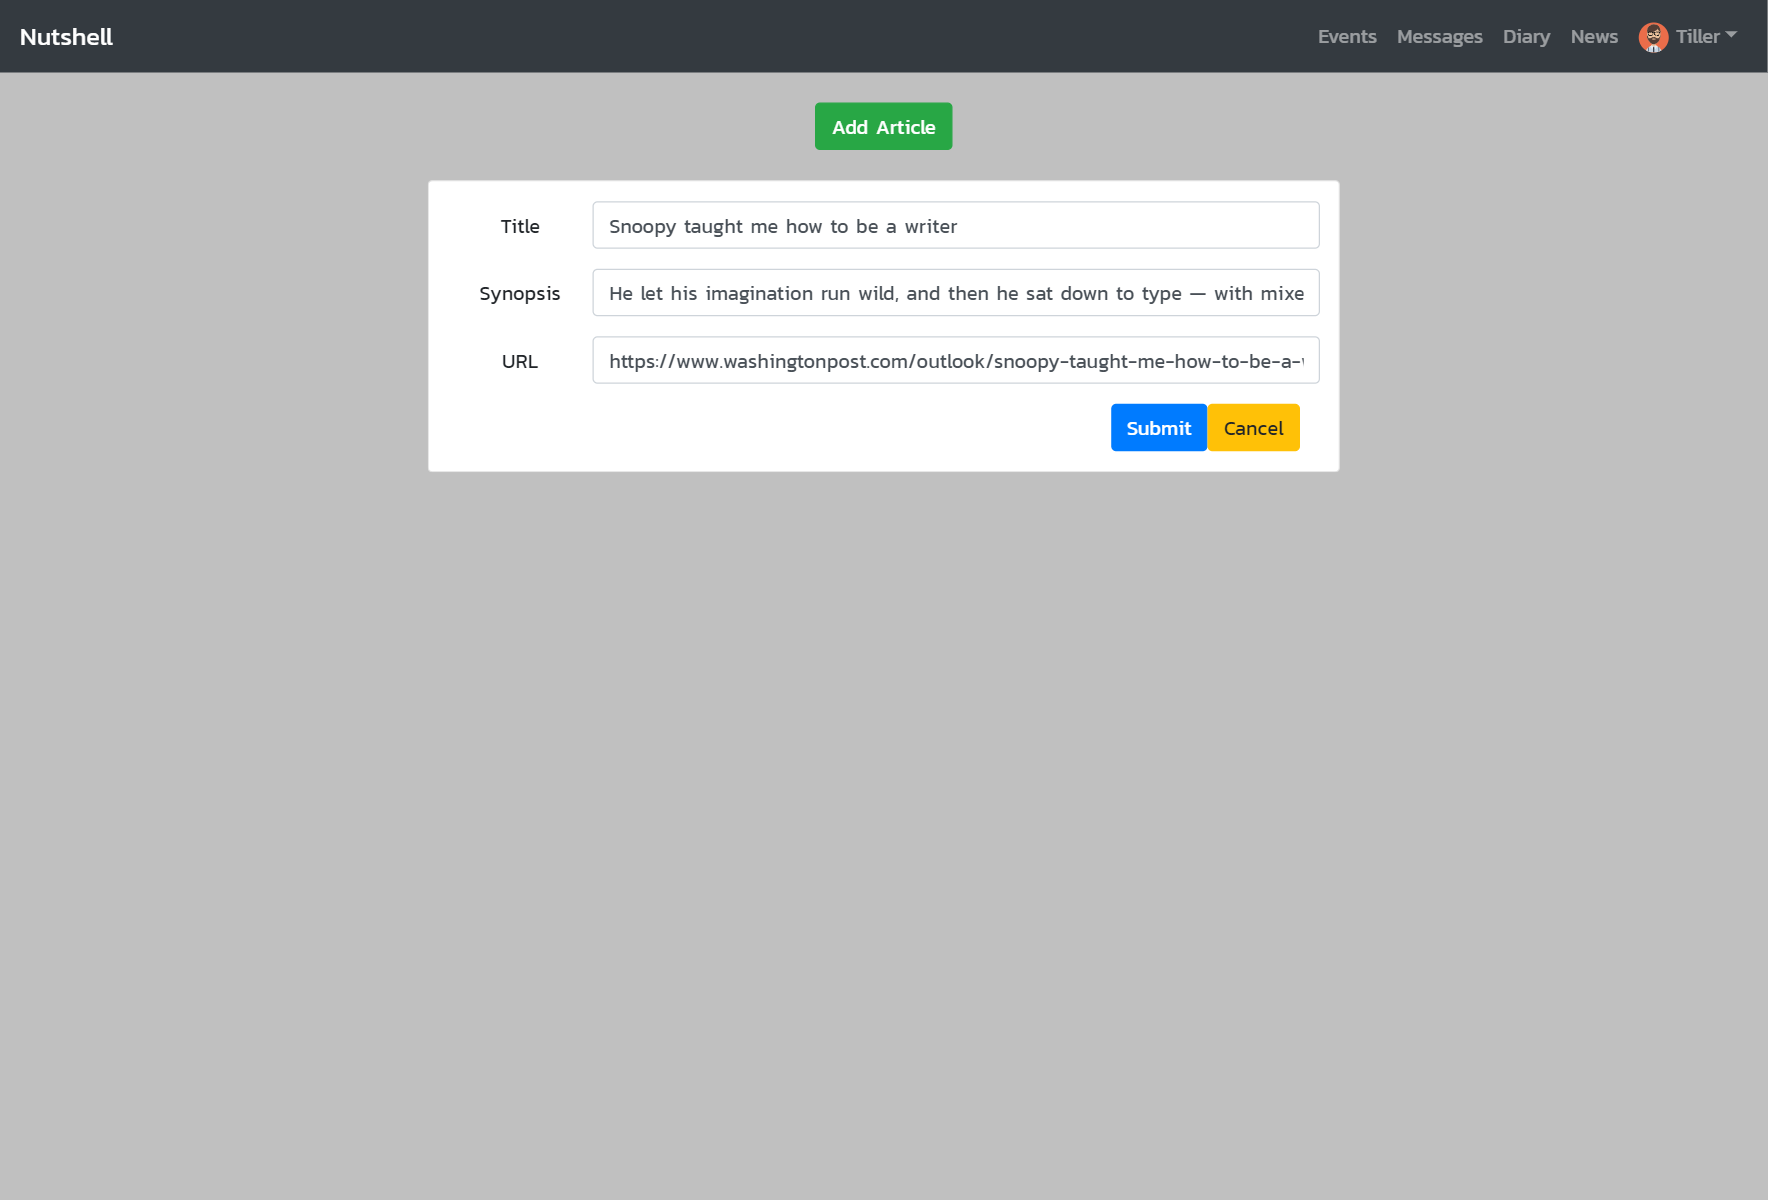 Nutshell
Events Messages Diary News Tiller
Add Article
Title Snoopy taught me how to be a writer
Synopsis He let his imagination run wild, and then he sat down to type — with mixe
URL https://www.washingtonpost.com/outlook/snoopy-taught-me-how-to-be-a-
Submit Cancel